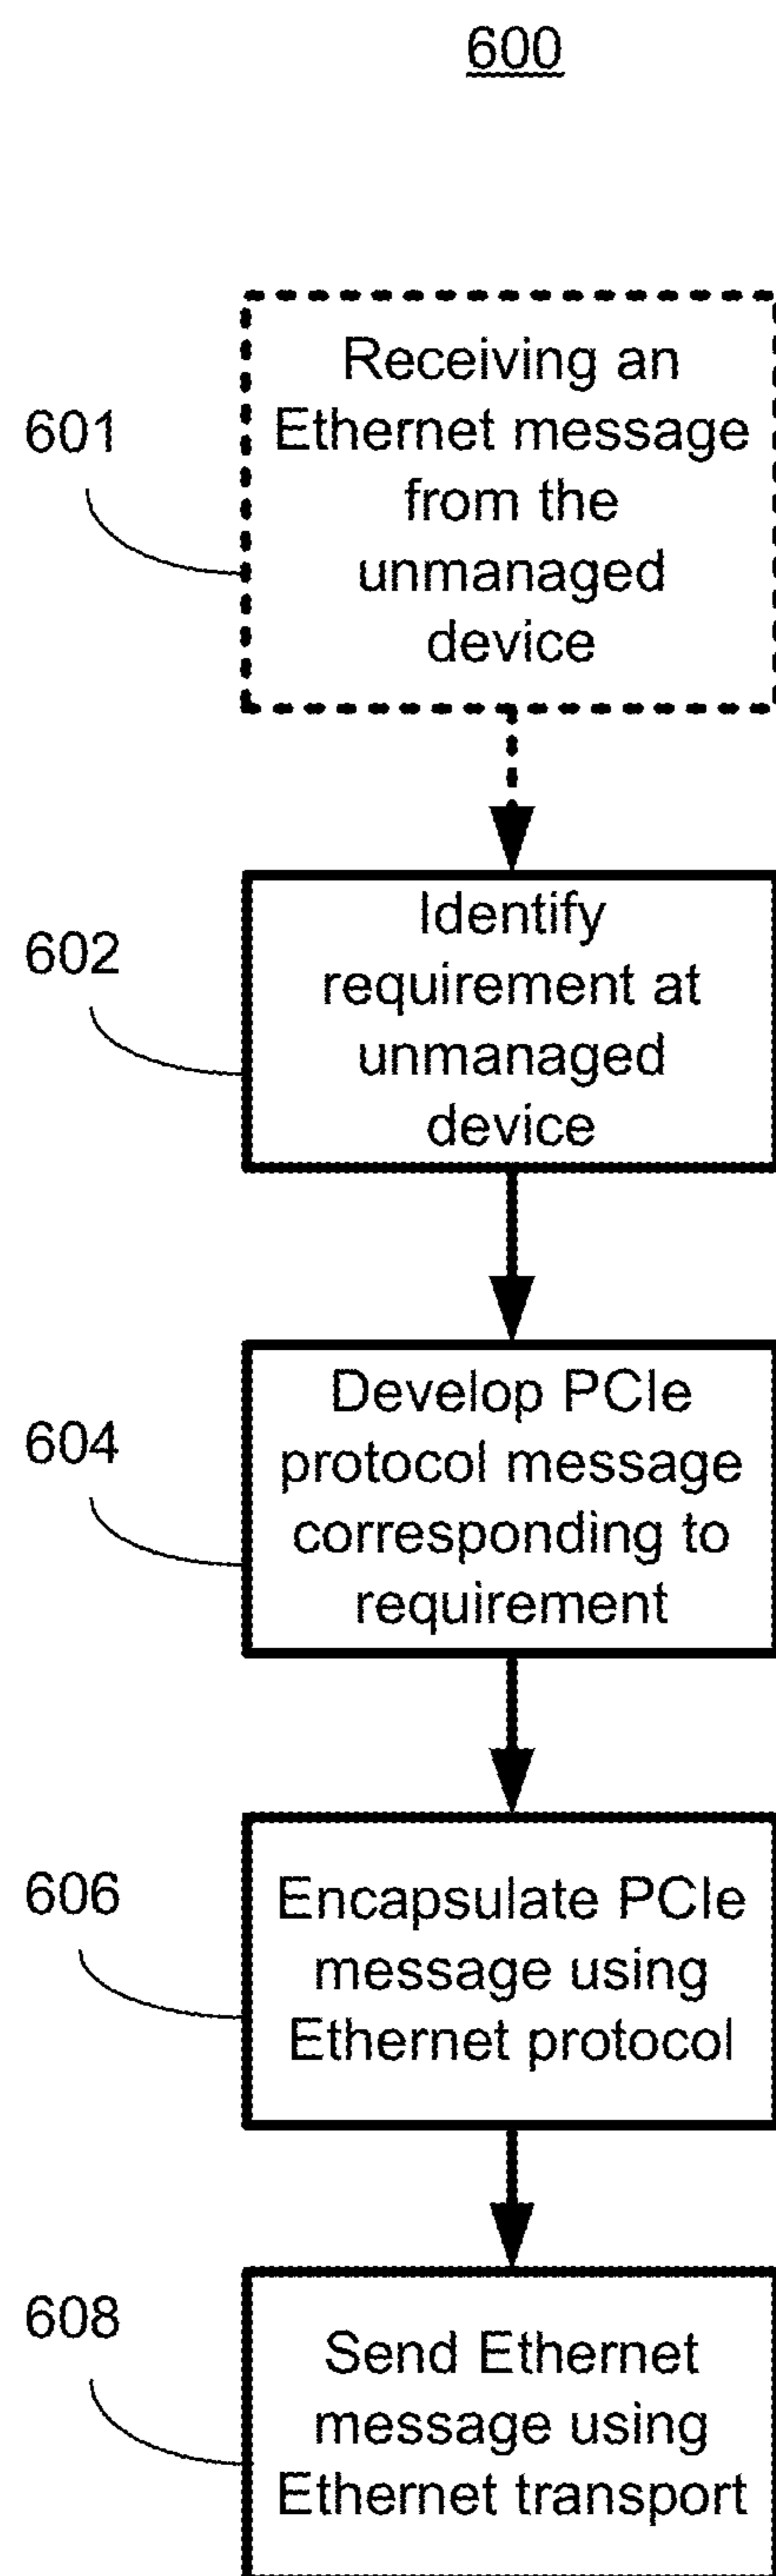 600
601
Receiving an
Ethernet message
from the
unmanaged
device
602
Identify
requirement at
unmanaged
device
604
Develop PCIe
protocol message
corresponding to
requirement
606
Encapsulate PCIe
message using
Ethernet protocol
608
Send Ethernet
message using
Ethernet transport